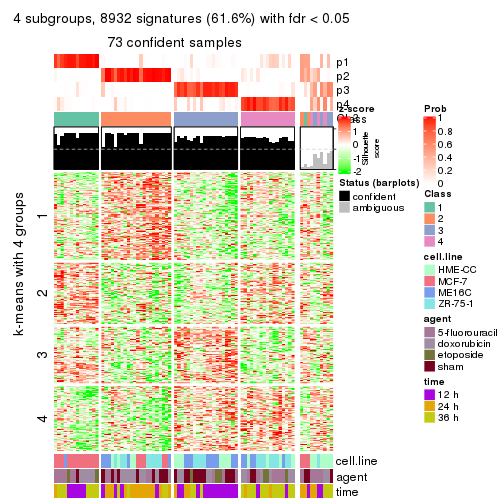 4 subgroups, 8932 signatures (61.6%) with fdr < 0.05
73 confident samples
p1
p2
p3
p4
Class
z-score
2
1
0
-1
-2
Silhouette
score
k-means with 4 groups
1
2
3
4
cell.line
agent
time
Status (barplots)
confident
ambiguous
Prob
1
0.8
0.6
0.4
0.2
0
Class
1
2
3
4
cell.line
HME-CC
MCF-7
ME16C
ZR-75-1
agent
5-fluorouracil
doxorubicin
etoposide
sham
time
12 h
24 h
36 h